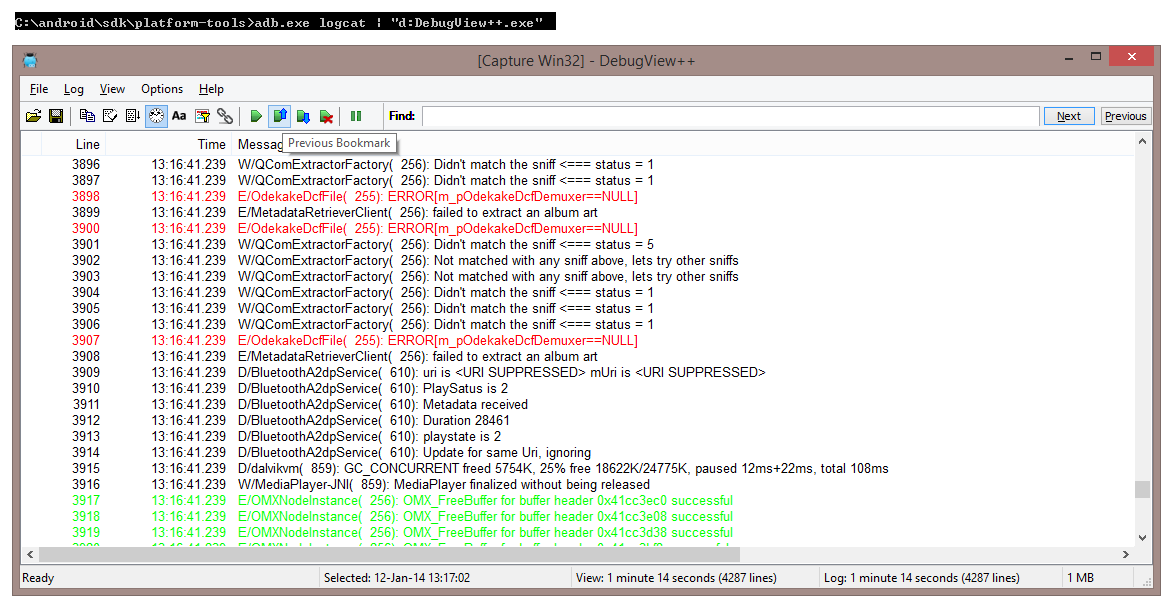 C:\android\sdk\platform-tools>adb.exe logcat | "d:DebugView++.exe"
[Capture Win32] - DebugView++
File Log View Options Help
Aa Find: Next Previous
Line Time Messag
Previous Bookmark
3896 13:16:41.239 W/QComExtractorFactory( 256): Didn't match the sniff <=== status = 1
3897 13:16:41.239 W/QComExtractorFactory( 256): Didn't match the sniff <=== status = 1
3898 13:16:41.239 E/OdekakeDcfFile( 255): ERROR[m_pOdekakeDcfDemuxer==NULL]
3899 13:16:41.239 E/MetadataRetrieverClient( 256): failed to extract an album art
3900 13:16:41.239 E/OdekakeDcfFile( 255): ERROR[m_pOdekakeDcfDemuxer==NULL]
3901 13:16:41.239 W/QComExtractorFactory( 256): Didn't match the sniff <=== status = 5
3902 13:16:41.239 W/QComExtractorFactory( 256): Not matched with any sniff above, lets try other sniffs
3903 13:16:41.239 W/QComExtractorFactory( 256): Not matched with any sniff above, lets try other sniffs
3904 13:16:41.239 W/QComExtractorFactory( 256): Didn't match the sniff <=== status = 1
3905 13:16:41.239 W/QComExtractorFactory( 256): Didn't match the sniff <=== status = 1
3906 13:16:41.239 W/QComExtractorFactory( 256): Didn't match the sniff <=== status = 1
3907 13:16:41.239 E/OdekakeDcfFile( 255): ERROR[m_pOdekakeDcfDemuxer==NULL]
3908 13:16:41.239 E/MetadataRetrieverClient( 256): failed to extract an album art
3909 13:16:41.239 D/BluetoothA2dpService( 610): uri is <URI SUPPRESSED> mUri is <URI SUPPRESSED>
3910 13:16:41.239 D/BluetoothA2dpService( 610): PlaySatus is 2
3911 13:16:41.239 D/BluetoothA2dpService( 610): Metadata received
3912 13:16:41.239 D/BluetoothA2dpService( 610): Duration 28461
3913 13:16:41.239 D/BluetoothA2dpService( 610): playstate is 2
3914 13:16:41.239 D/BluetoothA2dpService( 610): Update for same Uri, ignoring
3915 13:16:41.239 D/dalvikvm( 859): GC_CONCURRENT freed 5754K, 25% free 18622K/24775K, paused 12ms+22ms, total 108ms
3916 13:16:41.239 W/MediaPlayer-JNI( 859): MediaPlayer finalized without being released
3917 13:16:41.239 E/OMXNodeInstance( 256): OMX_FreeBuffer for buffer header 0x41cc3ec0 successful
3918 13:16:41.239 E/OMXNodeInstance( 256): OMX_FreeBuffer for buffer header 0x41cc3e08 successful
3919 13:16:41.239 E/OMXNodeInstance( 256): OMX_FreeBuffer for buffer header 0x41cc3d38 successful
Ready Selected: 12-Jan-14 13:17:02 View: 1 minute 14 seconds (4287 lines) Log: 1 minute 14 seconds (4287 lines) 1 MB